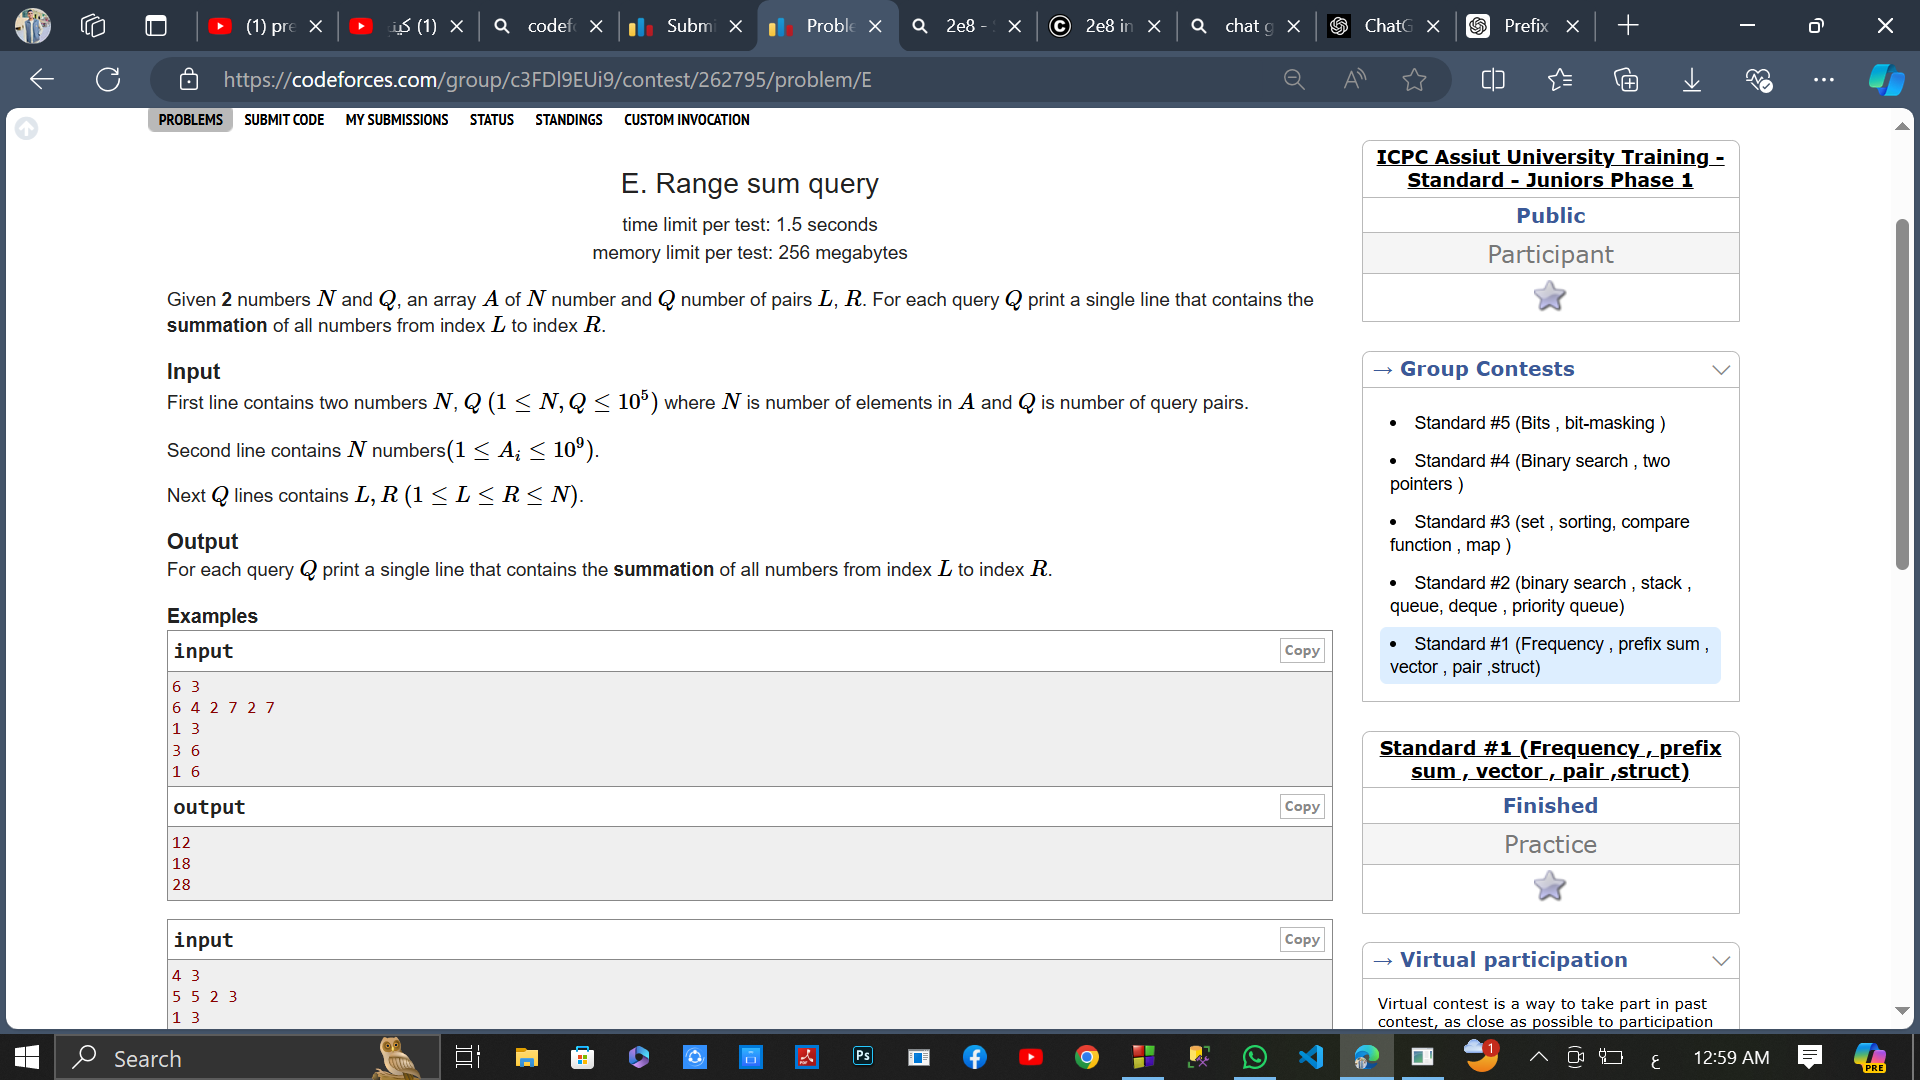 (1) pre
(1) كيف
codef
Submi
Proble
2e8 -
2e8 in
chat g
ChatG
Prefix
https://codeforces.com/group/c3FDl9EUi9/contest/262795/problem/E
PROBLEMS SUBMIT CODE MY SUBMISSIONS STATUS STANDINGS CUSTOM INVOCATION
E. Range sum query
time limit per test: 1.5 seconds
memory limit per test: 256 megabytes
Given 2 numbers N and Q, an array A of N number and Q number of pairs L, R. For each query Q print a single line that contains the
summation of all numbers from index L to index R.
Input
First line contains two numbers N, Q (1 ≤ N, Q ≤ 10^5) where N is number of elements in A and Q is number of query pairs.
Second line contains N numbers(1 ≤ A_i ≤ 10^9).
Next Q lines contains L, R (1 ≤ L ≤ R ≤ N).
Output
For each query Q print a single line that contains the summation of all numbers from index L to index R.
Examples
input
Copy
6 3
6 4 2 7 2 7
1 3
3 6
1 6
output
Copy
12
18
28
input
Copy
4 3
5 5 2 3
1 3
ICPC Assiut University Training -
Standard - Juniors Phase 1
Public
Participant
→ Group Contests
• Standard #5 (Bits , bit-masking )
• Standard #4 (Binary search , two
pointers )
• Standard #3 (set , sorting, compare
function , map )
• Standard #2 (binary search , stack ,
queue, deque , priority queue)
• Standard #1 (Frequency , prefix sum ,
vector , pair ,struct)
Standard #1 (Frequency , prefix
sum , vector , pair ,struct)
Finished
Practice
→ Virtual participation
Virtual contest is a way to take part in past
contest, as close as possible to participation
Search
Ps
1
ع
12:59 AM
PRE